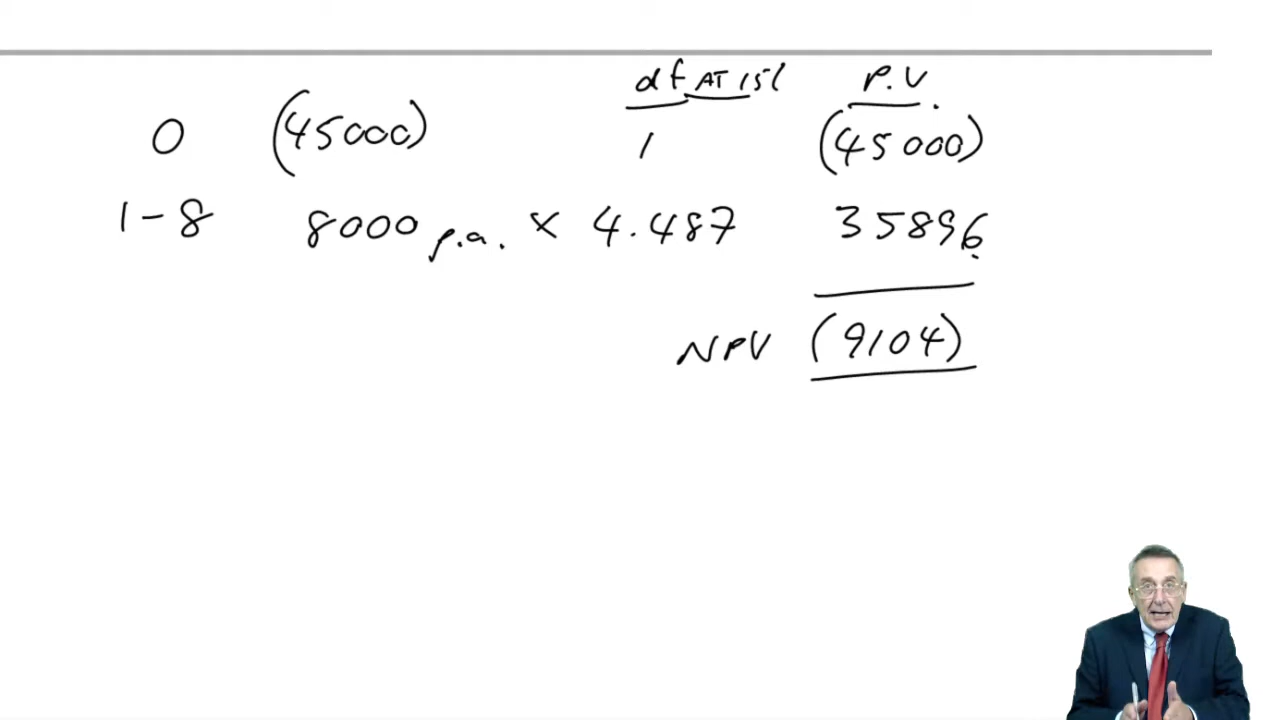 df AT 15% P.V
0 (45000) 1 (45000)
1-8 8000 p.a. × 4.487 35896
NPV (9104)